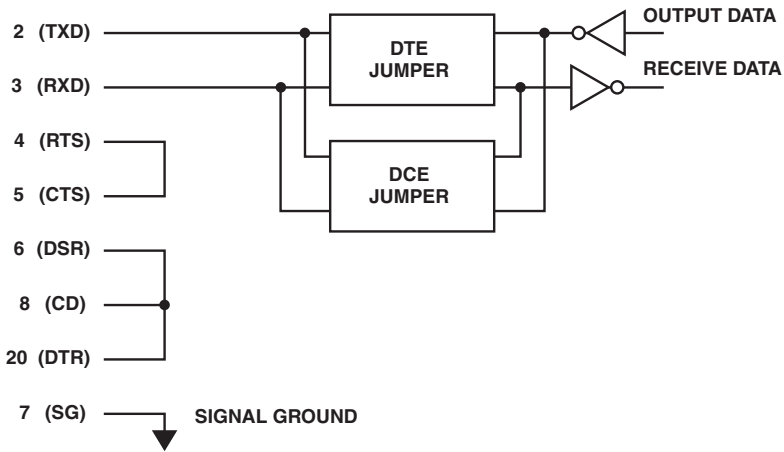 2 (TXD)
3 (RXD)
4 (RTS)
5 (CTS)
6 (DSR)
8 (CD)
20 (DTR)
7 (SG)
SIGNAL GROUND
DTE
JUMPER
DCE
JUMPER
OUTPUT DATA
RECEIVE DATA